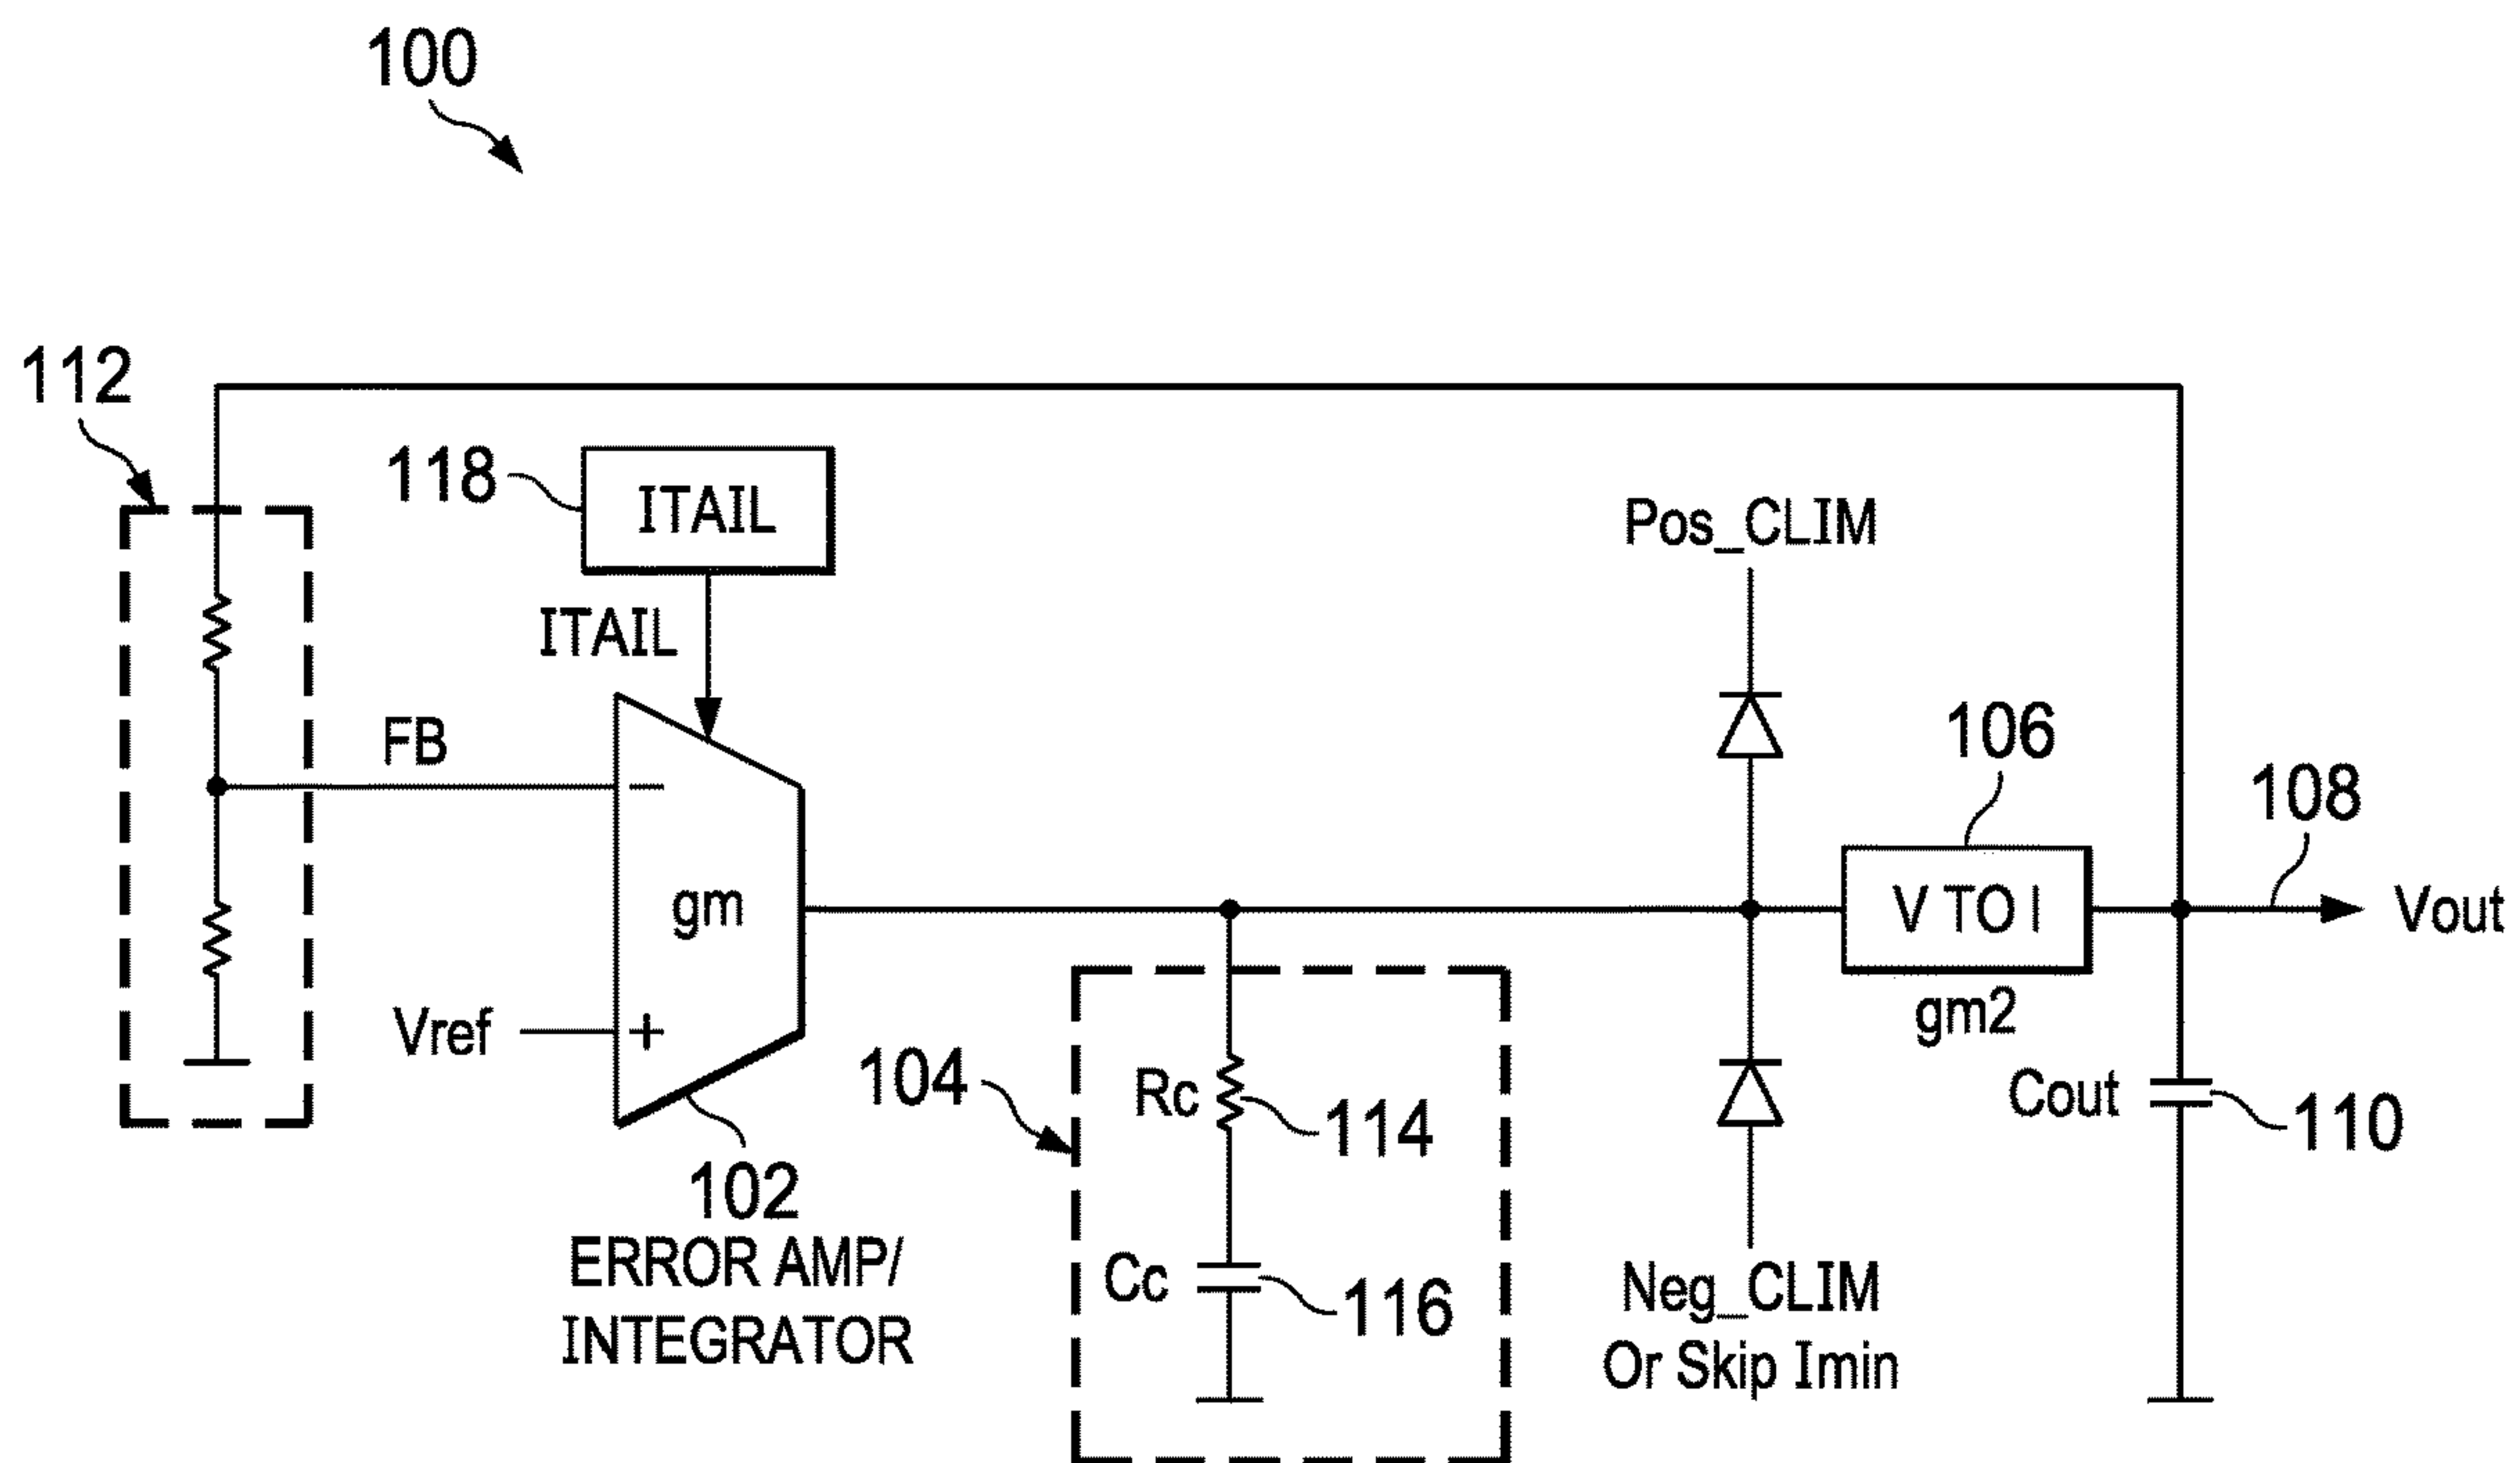 100
112
118
ITAIL
ITAIL
Pos_CLIM
FB
106
108
gm
V TO I
Vout
gm2
Vref
104
Rc
114
Cout
110
102
ERROR AMP/
INTEGRATOR
Cc
116
Neg_CLIM
Or Skip Imin
−
+